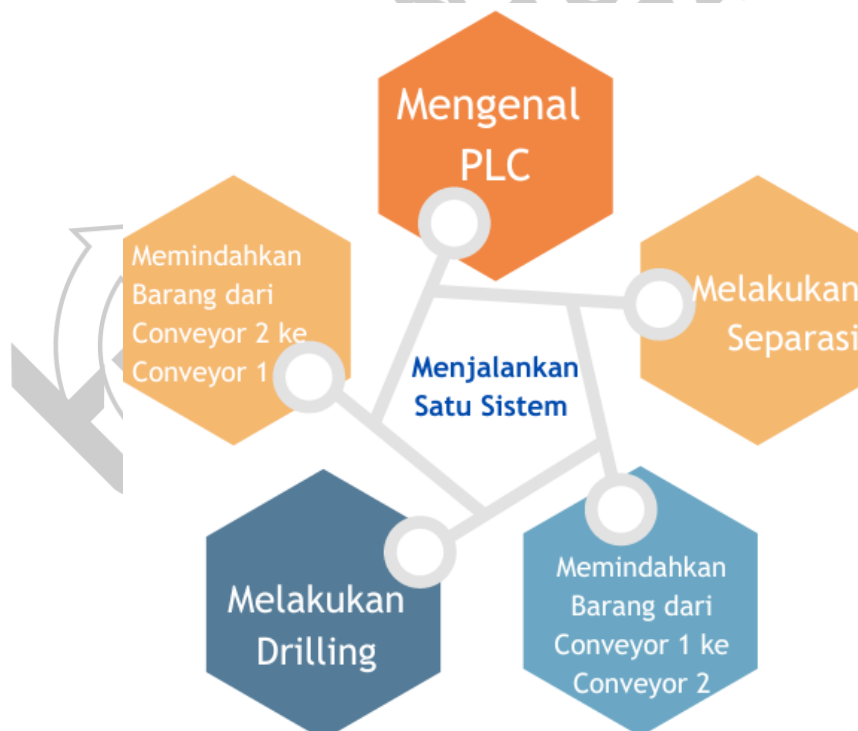 Mengenal
PLC
Memindahkan
Barang dari
Conveyor 2 ke
Conveyor 1
Melakukan
Separasi
Menjalankan
Satu Sistem
Melakukan
Drilling
Memindahkan
Barang dari
Conveyor 1 ke
Conveyor 2